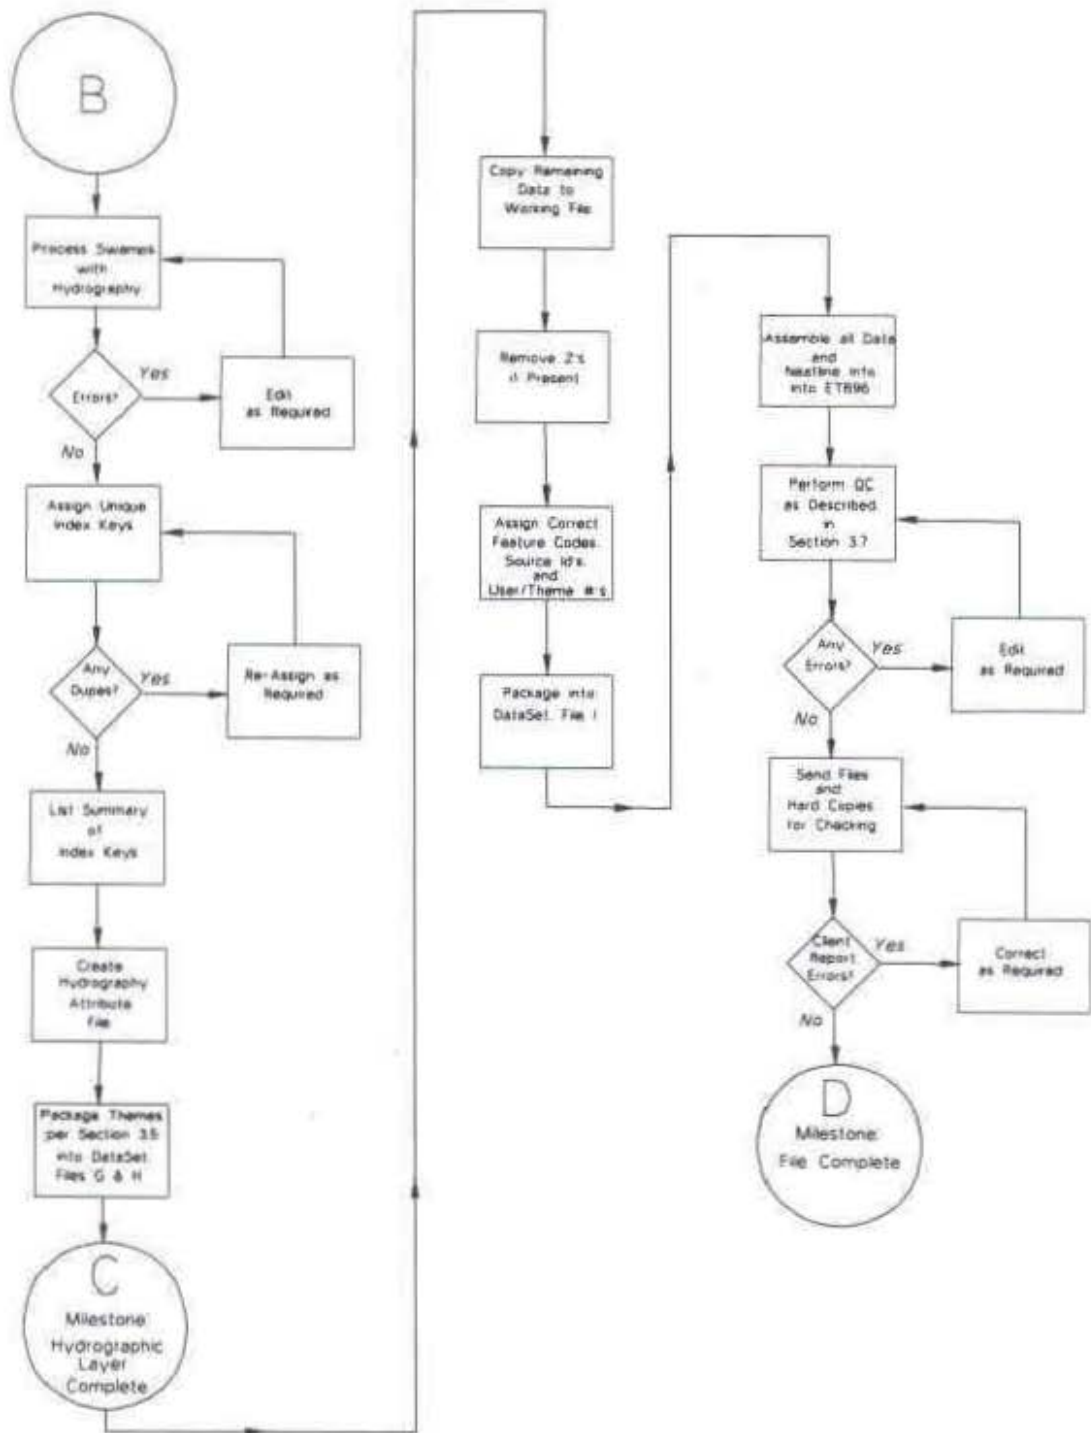 B
Process Swamps
with
Hydrography
Errors?
Yes
Edit
as Required
No
Assign Unique
Index Keys
Any
Dupes?
Yes
Re-Assign as
Required
No
List Summary
of
Index Keys
Create
Hydrography
Attribute
File
Package Themes
per Section 3.5
into DataSet
Files G & H
C
Milestone:
Hydrographic
Layer
Complete
Copy Remaining
Data to
Working File
Remove Z's
if Present
Assign Correct
Feature Codes,
Source Id's,
and
User/Theme #'s
Package into
DataSet, File I
Assemble all Data
and
Neatline Info
into ETB96
Perform QC
as Described
in
Section 3.7
Any
Errors?
Yes
Edit
as Required
No
Send Files
and
Hard Copies
for Checking
Client
Report
Errors?
Yes
Correct
as Required
No
D
Milestone:
File Complete